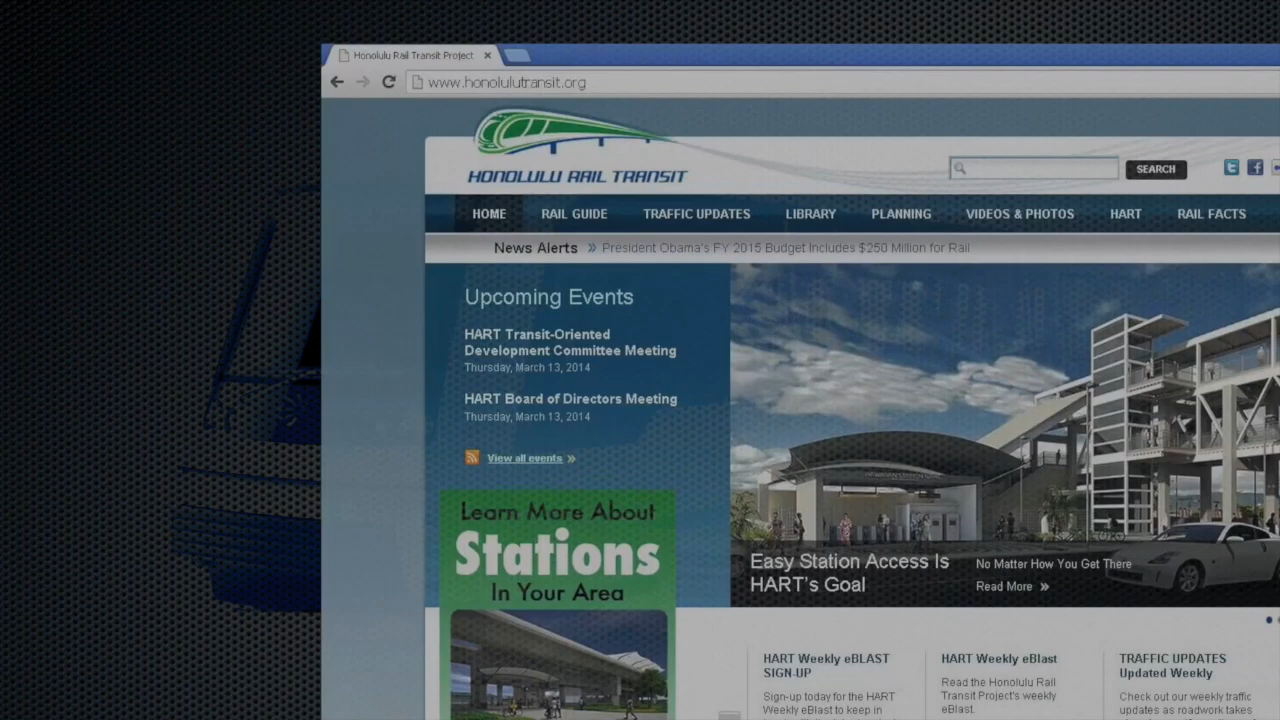 Honolulu Rail Transit Project
www.honolulutransit.org
HONOLULU RAIL TRANSIT
SEARCH
HOME RAIL GUIDE TRAFFIC UPDATES LIBRARY PLANNING VIDEOS & PHOTOS HART RAIL FACTS
News Alerts » President Obama's FY 2015 Budget Includes $250 Million for Rail
Upcoming Events
HART Transit-Oriented
Development Committee Meeting
Thursday, March 13, 2014
HART Board of Directors Meeting
Thursday, March 13, 2014
View all events »
Learn More About
Stations
In Your Area
Easy Station Access Is
HART's Goal
No Matter How You Get There
Read More »
HART Weekly eBLAST
SIGN-UP
Sign-up today for the HART
Weekly eBlast to keep in
HART Weekly eBlast
Read the Honolulu Rail
Transit Project's weekly
eBlast.
TRAFFIC UPDATES
Updated Weekly
Check out our weekly traffic
updates as roadwork takes